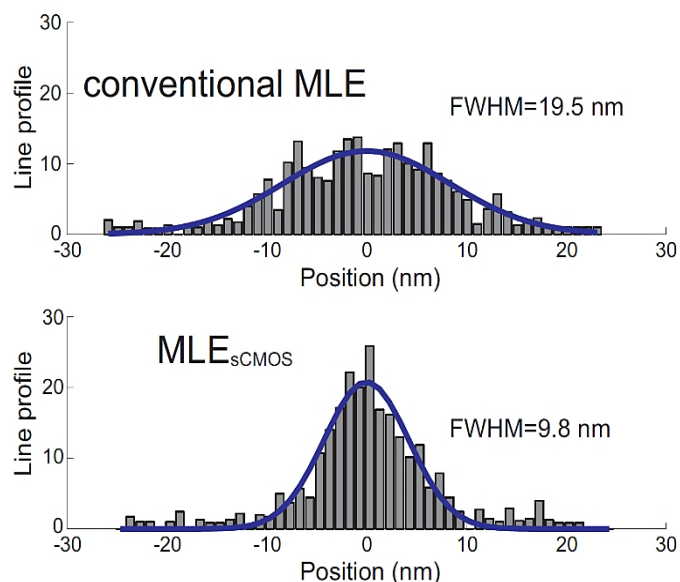 30
20
10
0
Line profile
conventional MLE
FWHM=19.5 nm
-30 -20 -10 0 10 20 30
Position (nm)
30
20
10
0
Line profile
MLEsCMOS
FWHM=9.8 nm
-30 -20 -10 0 10 20 30
Position (nm)